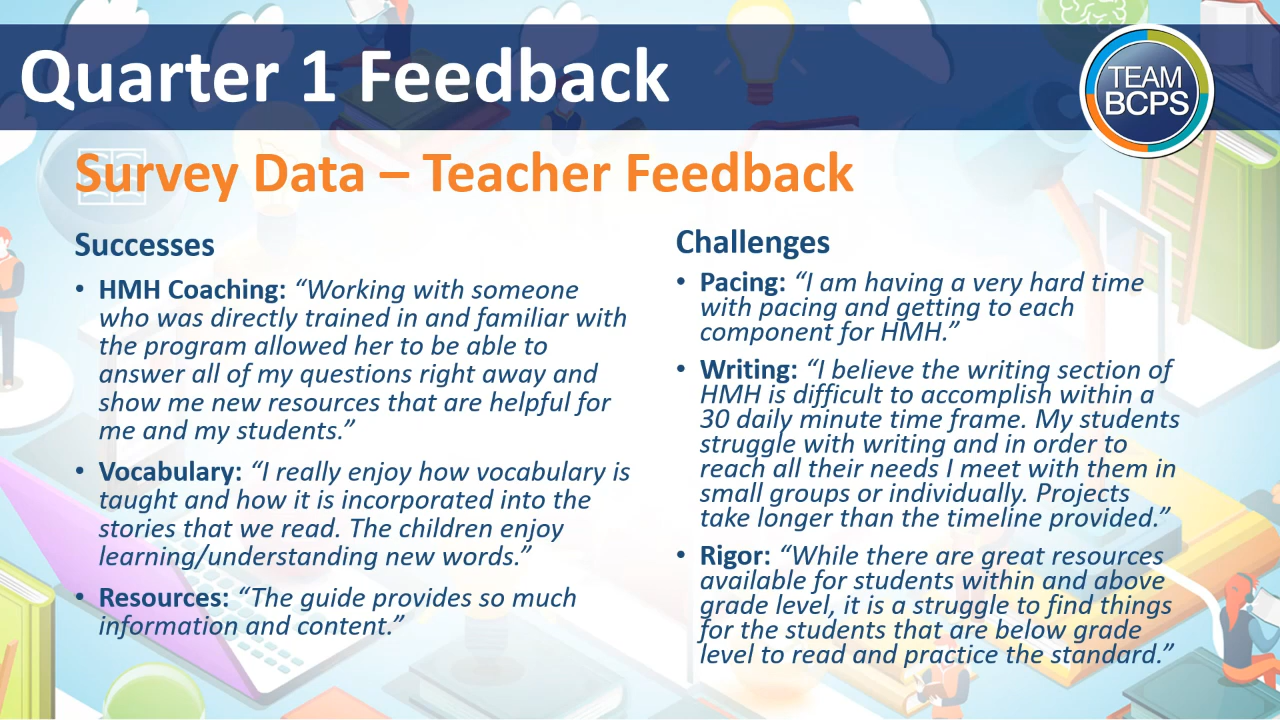 Quarter 1 Feedback
TEAM
BCPS
Survey Data – Teacher Feedback
Successes
• HMH Coaching: “Working with someone
who was directly trained in and familiar with
the program allowed her to be able to
answer all of my questions right away and
show me new resources that are helpful for
me and my students.”
• Vocabulary: “I really enjoy how vocabulary is
taught and how it is incorporated into the
stories that we read. The children enjoy
learning/understanding new words.”
• Resources: “The guide provides so much
information and content.”
Challenges
• Pacing: “I am having a very hard time
with pacing and getting to each
component for HMH.”
• Writing: “I believe the writing section of
HMH is difficult to accomplish within a
30 daily minute time frame. My students
struggle with writing and in order to
reach all their needs I meet with them in
small groups or individually. Projects
take longer than the timeline provided.”
• Rigor: “While there are great resources
available for students within and above
grade level, it is a struggle to find things
for the students that are below grade
level to read and practice the standard.”